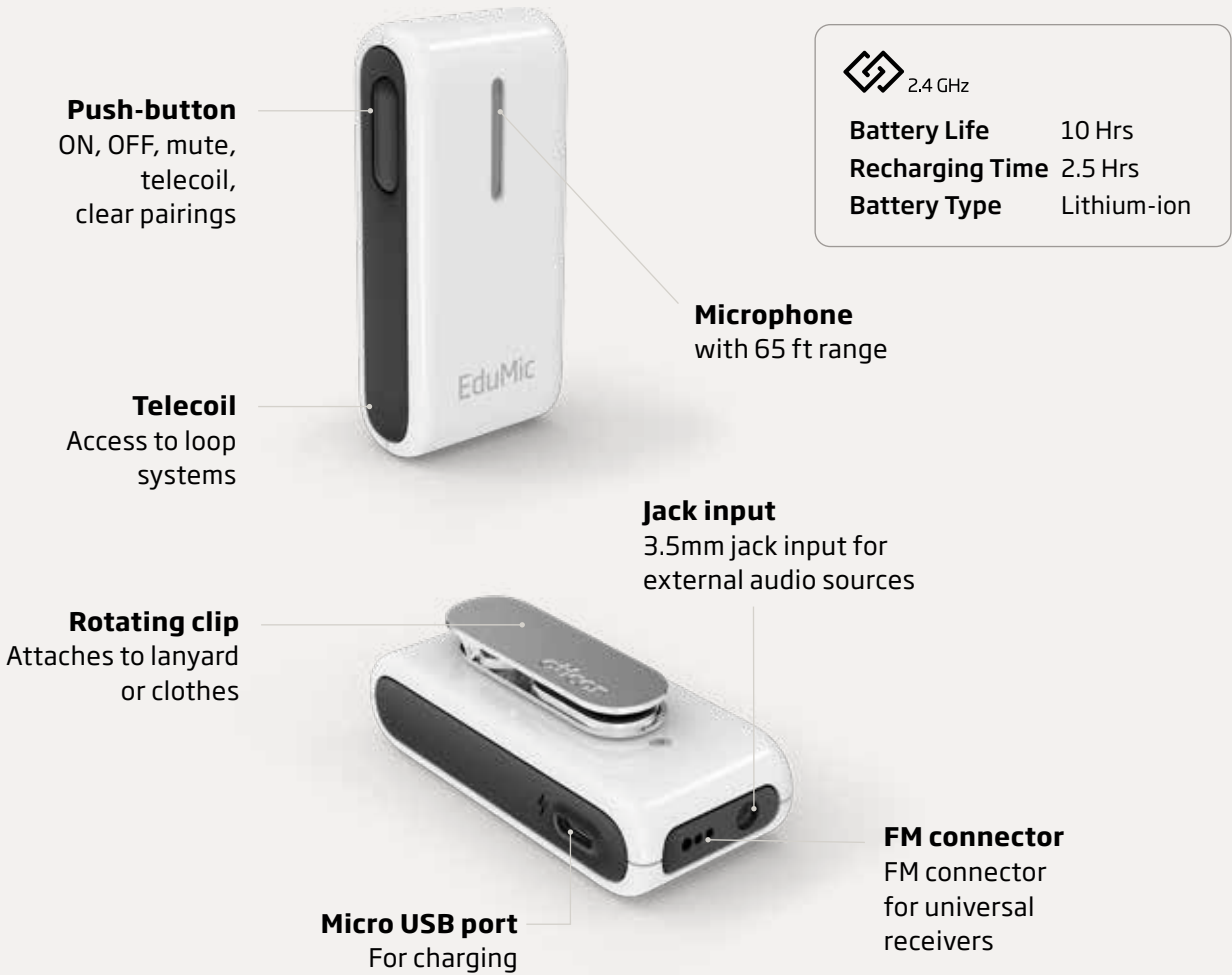 Push-button
ON, OFF, mute,
telecoil,
clear pairings
2.4 GHz
Battery Life 10 Hrs
Recharging Time 2.5 Hrs
Battery Type Lithium-ion
Microphone
with 65 ft range
EduMic
Telecoil
Access to loop
systems
Jack input
3.5mm jack input for
external audio sources
Rotating clip
Attaches to lanyard
or clothes
FM connector
FM connector
for universal
receivers
Micro USB port
For charging